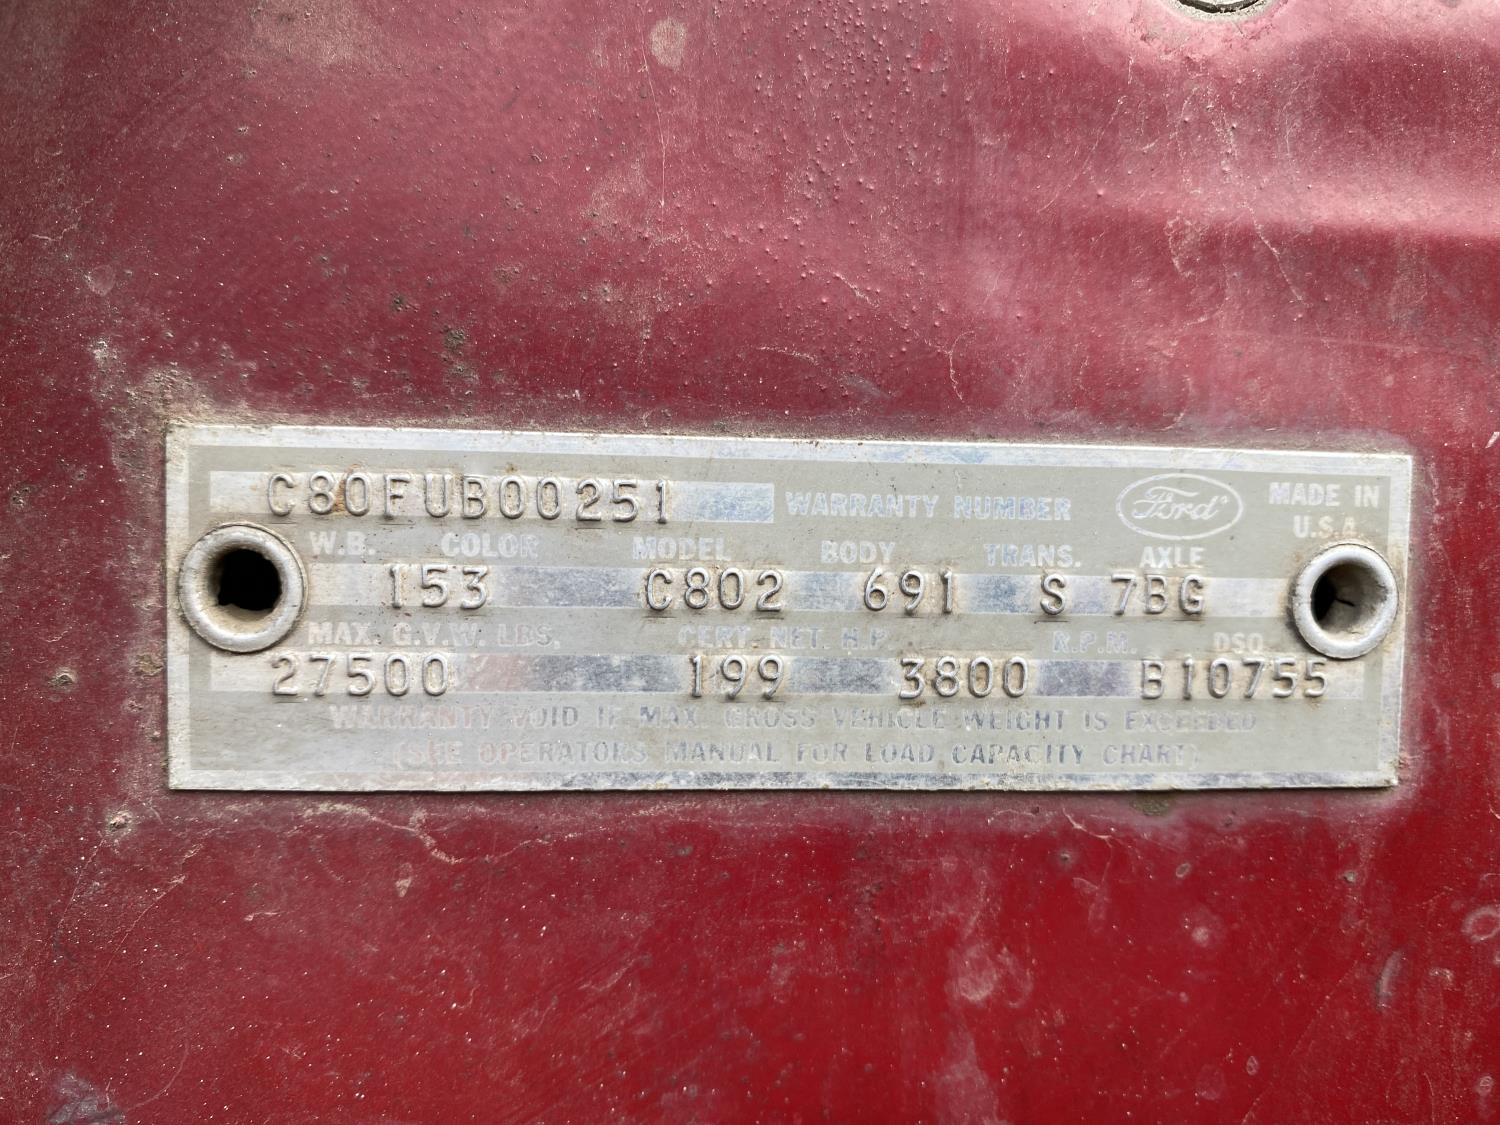 C80FUB00251 WARRANTY NUMBER Ford MADE IN U.S.A.
W.B. COLOR MODEL BODY TRANS. AXLE
153 C802 691 S 7BG
MAX. G.V.W. LBS. CERT. NET. H.P. R.P.M. DSO
27500 199 3800 B10755
WARRANTY VOID IF MAX. GROSS VEHICLE WEIGHT IS EXCEEDED
(SEE OPERATORS MANUAL FOR LOAD CAPACITY CHART)